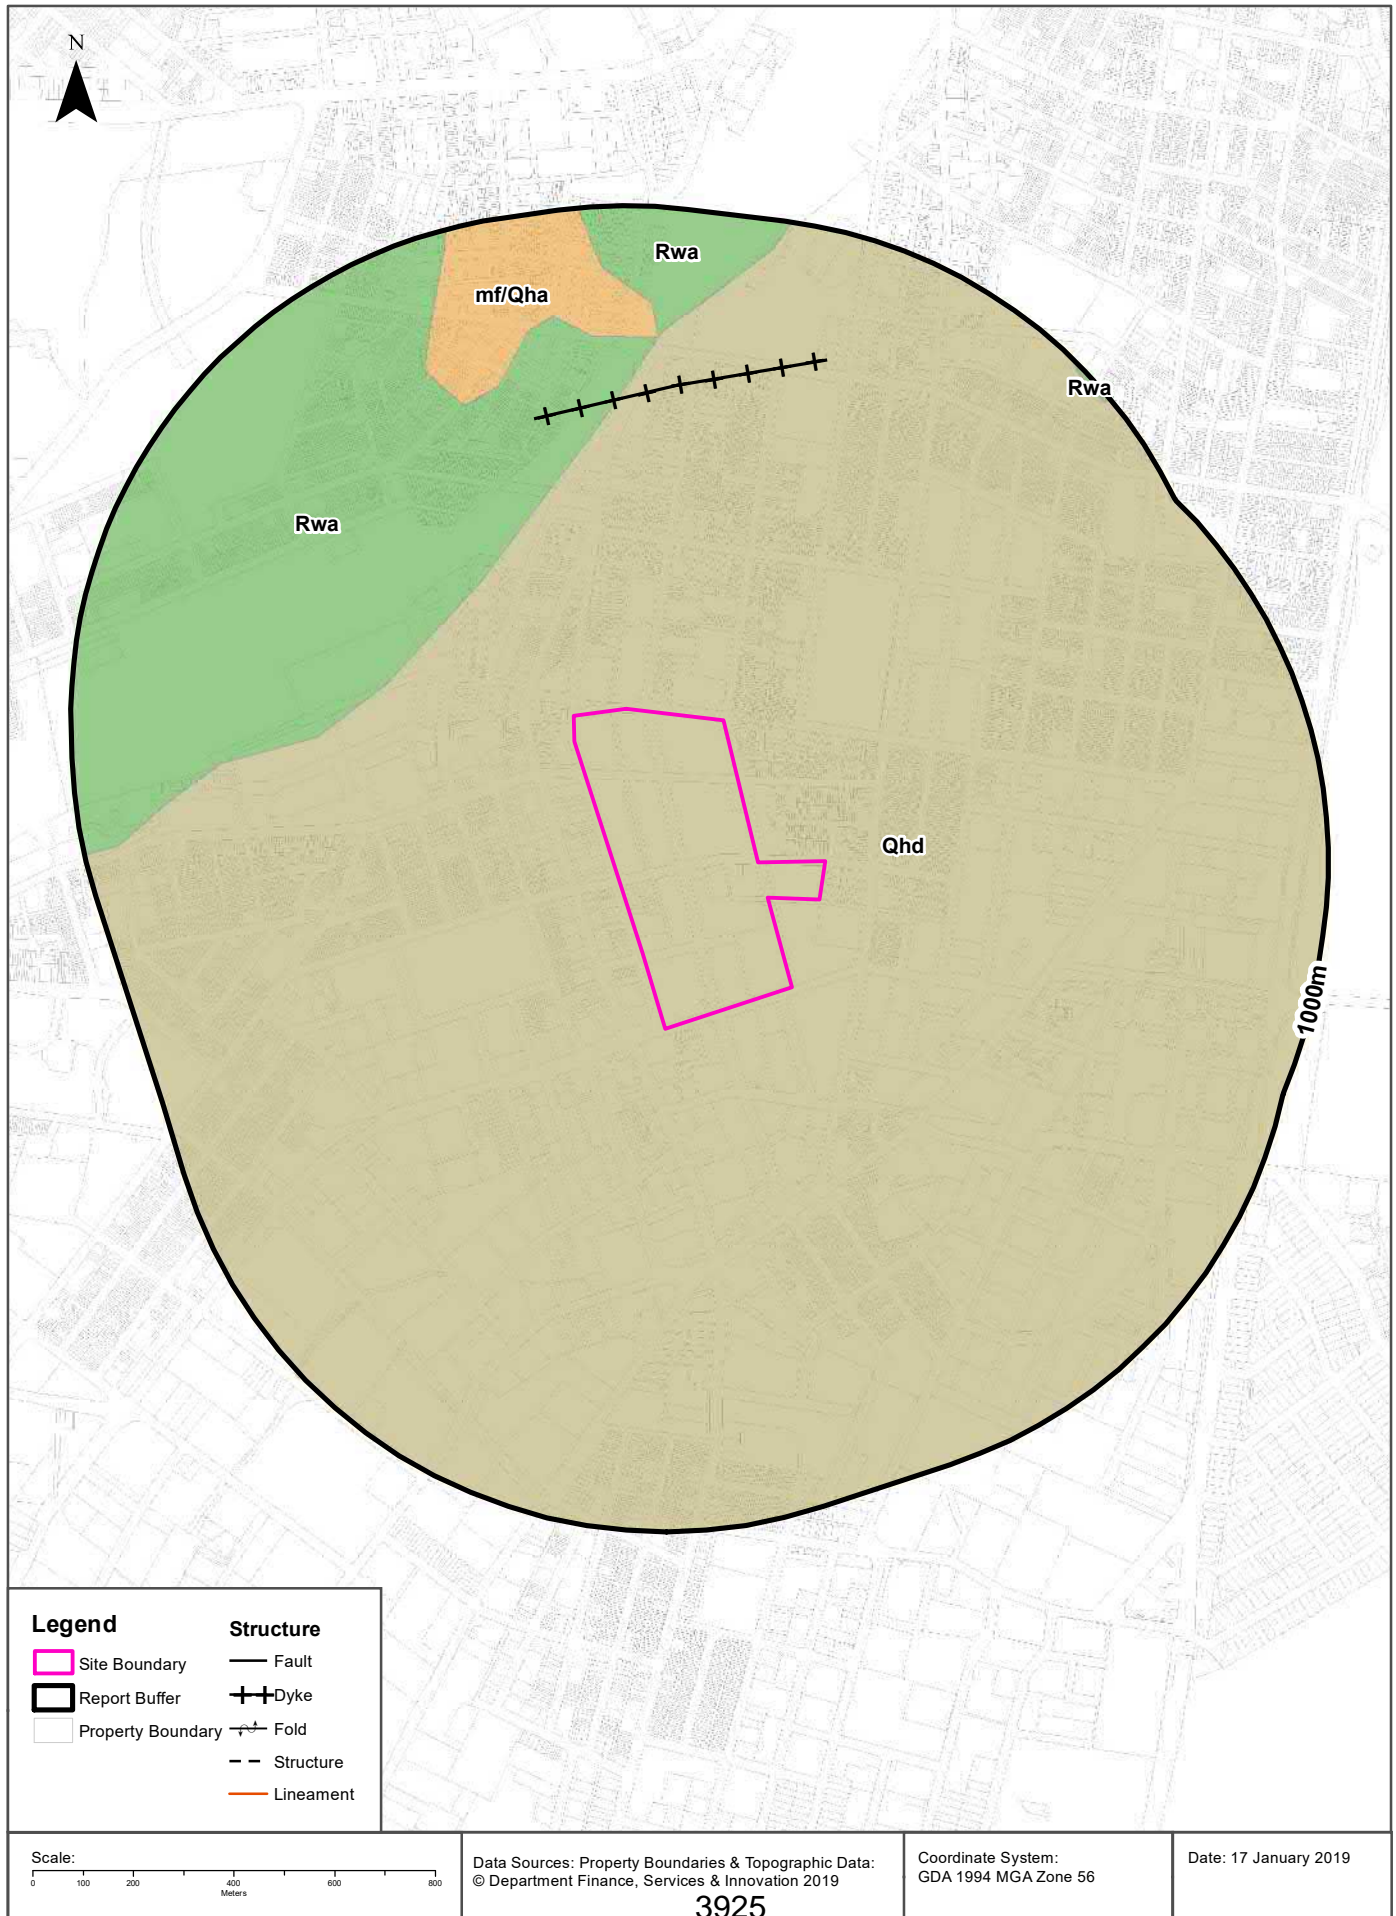 N
Rwa
mf/Qha
Rwa
Rwa
Qhd
1000m
Legend
Site Boundary
Report Buffer
Property Boundary
Structure
Fault
Dyke
Fold
Structure
Lineament
Scale:
0 100 200 400 600 800
Meters
Data Sources: Property Boundaries & Topographic Data:
© Department Finance, Services & Innovation 2019
3925
Coordinate System:
GDA 1994 MGA Zone 56
Date: 17 January 2019